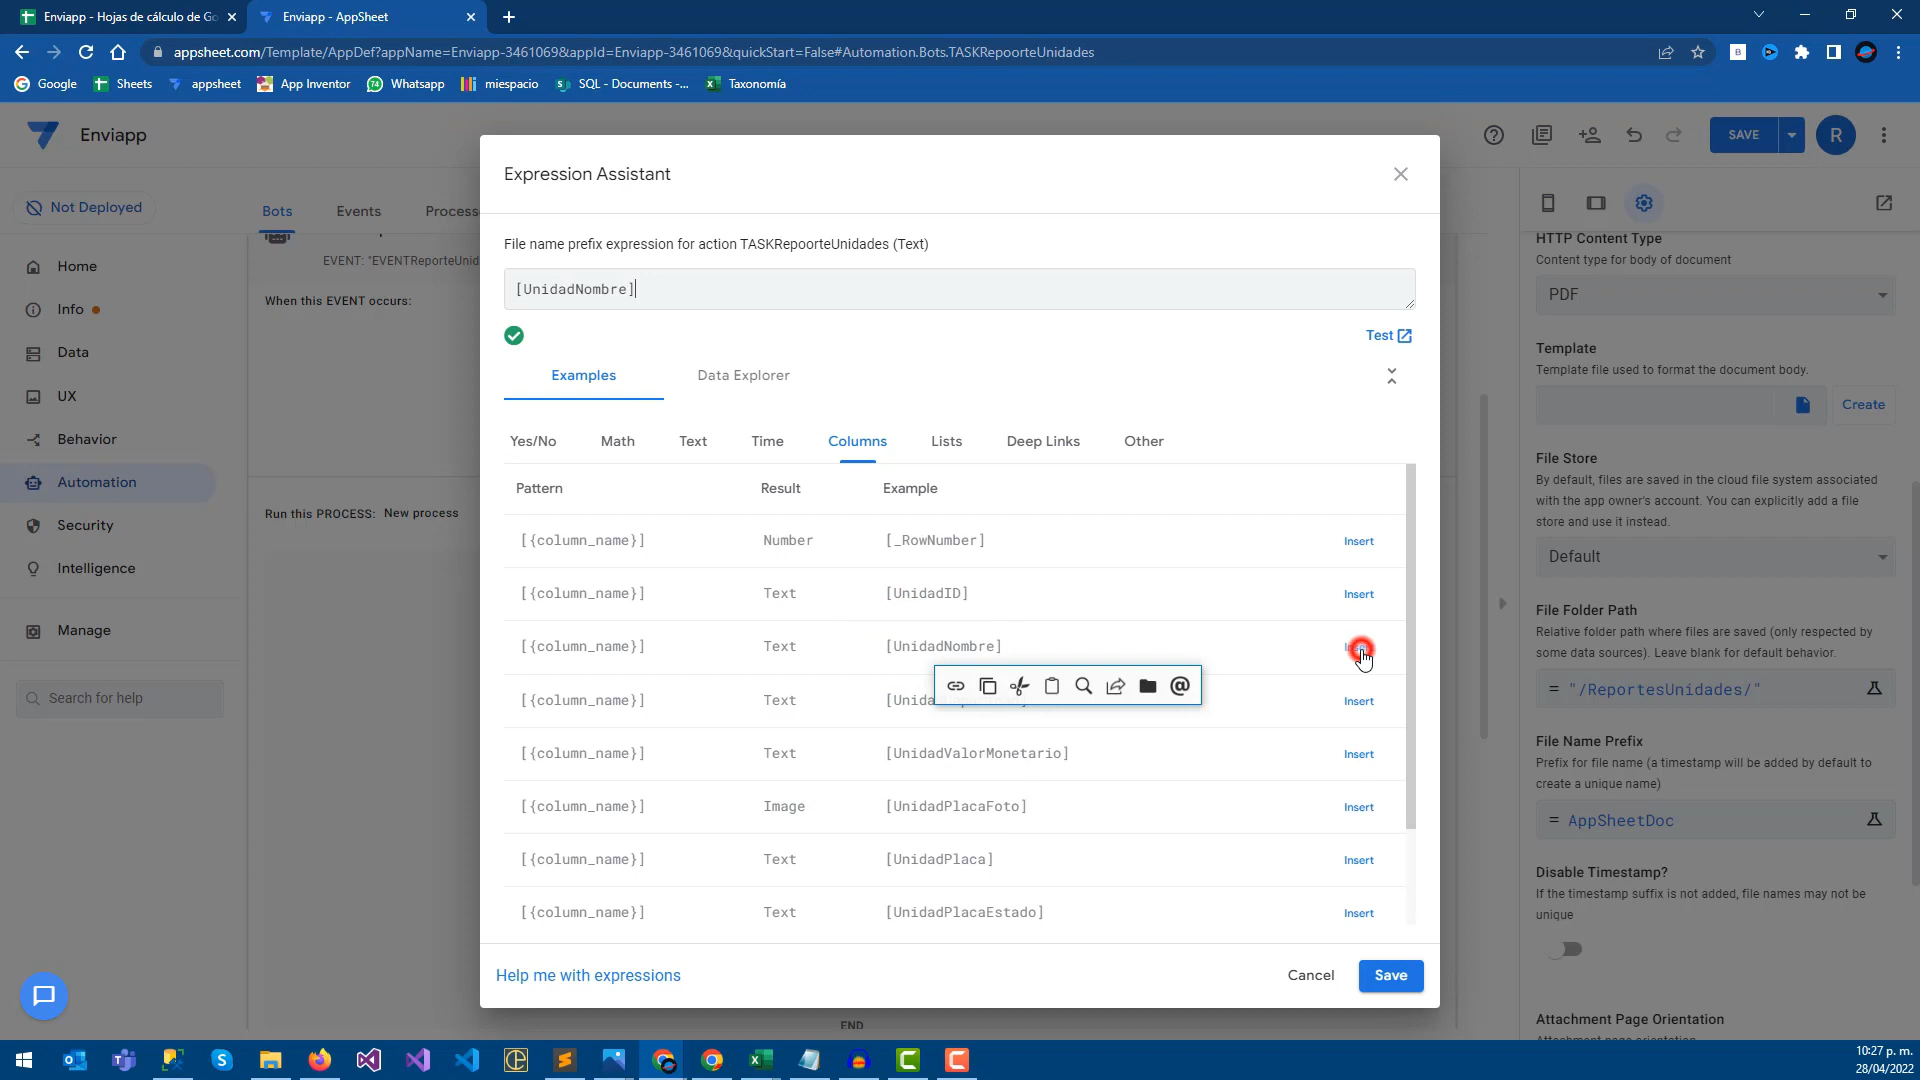 Enviapp - Hojas de cálculo de Go
Enviapp - AppSheet
appsheet.com/Template/AppDef?appName=Enviapp-3461069&appId=Enviapp-3461069&quickStart=False#Automation.Bots.TASKRepoorteUnidades
Google
Sheets
appsheet
App Inventor
Whatsapp
miespacio
SQL - Documents -...
Taxonomía
Enviapp
SAVE
R
Not Deployed
Bots
Events
Process
EVENT: "EVENTReporteUnid
When this EVENT occurs:
Run this PROCESS: New process
END
Home
Info
Data
UX
Behavior
Automation
Security
Intelligence
Manage
Search for help
Expression Assistant
File name prefix expression for action TASKRepoorteUnidades (Text)
[UnidadNombre]
Test
Examples
Data Explorer
Yes/No
Math
Text
Time
Columns
Lists
Deep Links
Other
Pattern Result Example
[{column_name}] Number [_RowNumber] Insert
[{column_name}] Text [UnidadID] Insert
[{column_name}] Text [UnidadNombre]
[{column_name}] Text [Unida Insert
[{column_name}] Text [UnidadValorMonetario] Insert
[{column_name}] Image [UnidadPlacaFoto] Insert
[{column_name}] Text [UnidadPlaca] Insert
[{column_name}] Text [UnidadPlacaEstado] Insert
Help me with expressions
Cancel
Save
HTTP Content Type
Content type for body of document
PDF
Template
Template file used to format the document body.
Create
File Store
By default, files are saved in the cloud file system associated
with the app owner's account. You can explicitly add a file
store and use it instead.
Default
File Folder Path
Relative folder path where files are saved (only respected by
some data sources). Leave blank for default behavior.
= "/ReportesUnidades/"
File Name Prefix
Prefix for file name (a timestamp will be added by default to
create a unique name)
= AppSheetDoc
Disable Timestamp?
If the timestamp suffix is not added, file names may not be
unique
Attachment Page Orientation
10:27 p. m.
28/04/2022